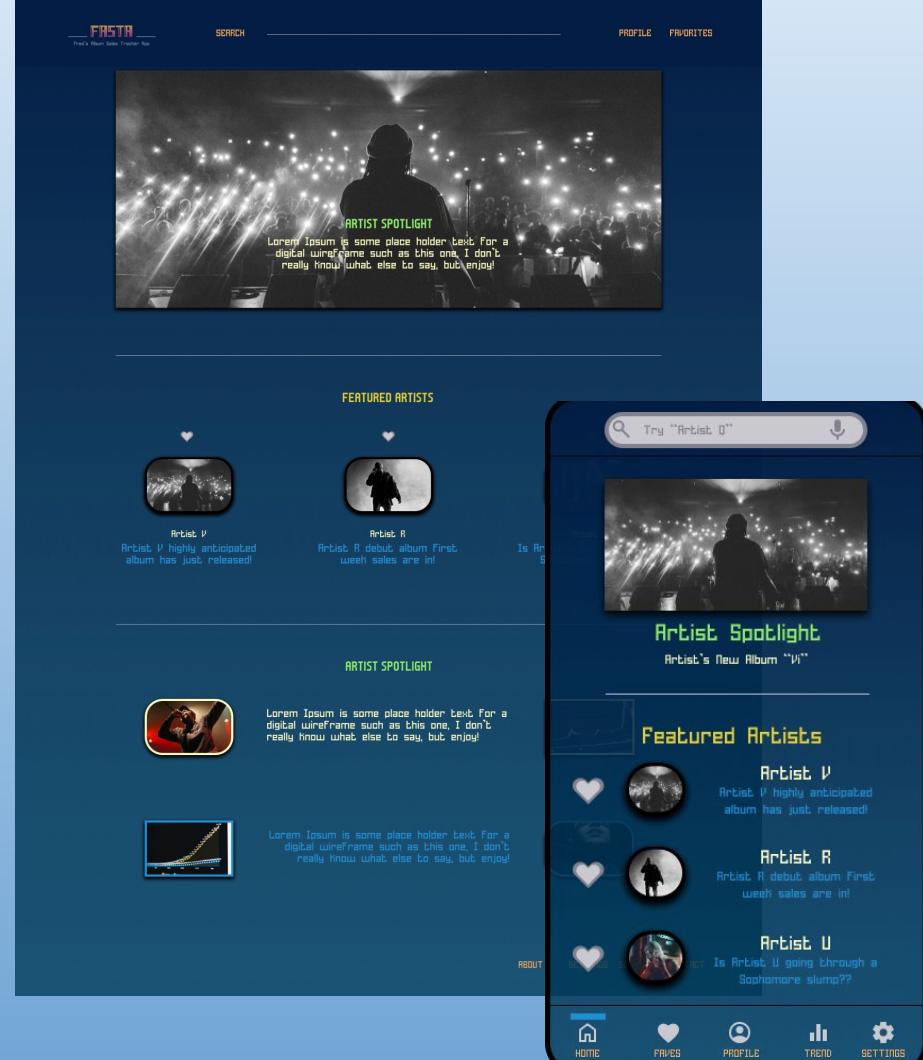 FASTA
Fred's Album Sales Tracker App
SEARCH
PROFILE
FAVORITES
ARTIST SPOTLIGHT
Lorem Ipsum is some place holder text for a
digital wireframe such as this one, I don't
really know what else to say, but enjoy!
FEATURED ARTISTS
Artist V
Artist V highly anticipated
album has just released!
Artist R
Artist R debut album first
week sales are in!
Is Ar
S
ARTIST SPOTLIGHT
Lorem Ipsum is some place holder text for a
digital wireframe such as this one, I don't
really know what else to say, but enjoy!
Lorem Ipsum is some place holder text for a
digital wireframe such as this one, I don't
really know what else to say, but enjoy!
ABOUT
Try "Artist Q"
Artist Spotlight
Artist's New Album "Vi"
Featured Artists
Artist V
Artist V highly anticipated
album has just released!
Artist R
Artist R debut album first
week sales are in!
Artist U
Is Artist U going through a
Sophomore slump??
HOME
FAVES
PROFILE
TREND
SETTINGS